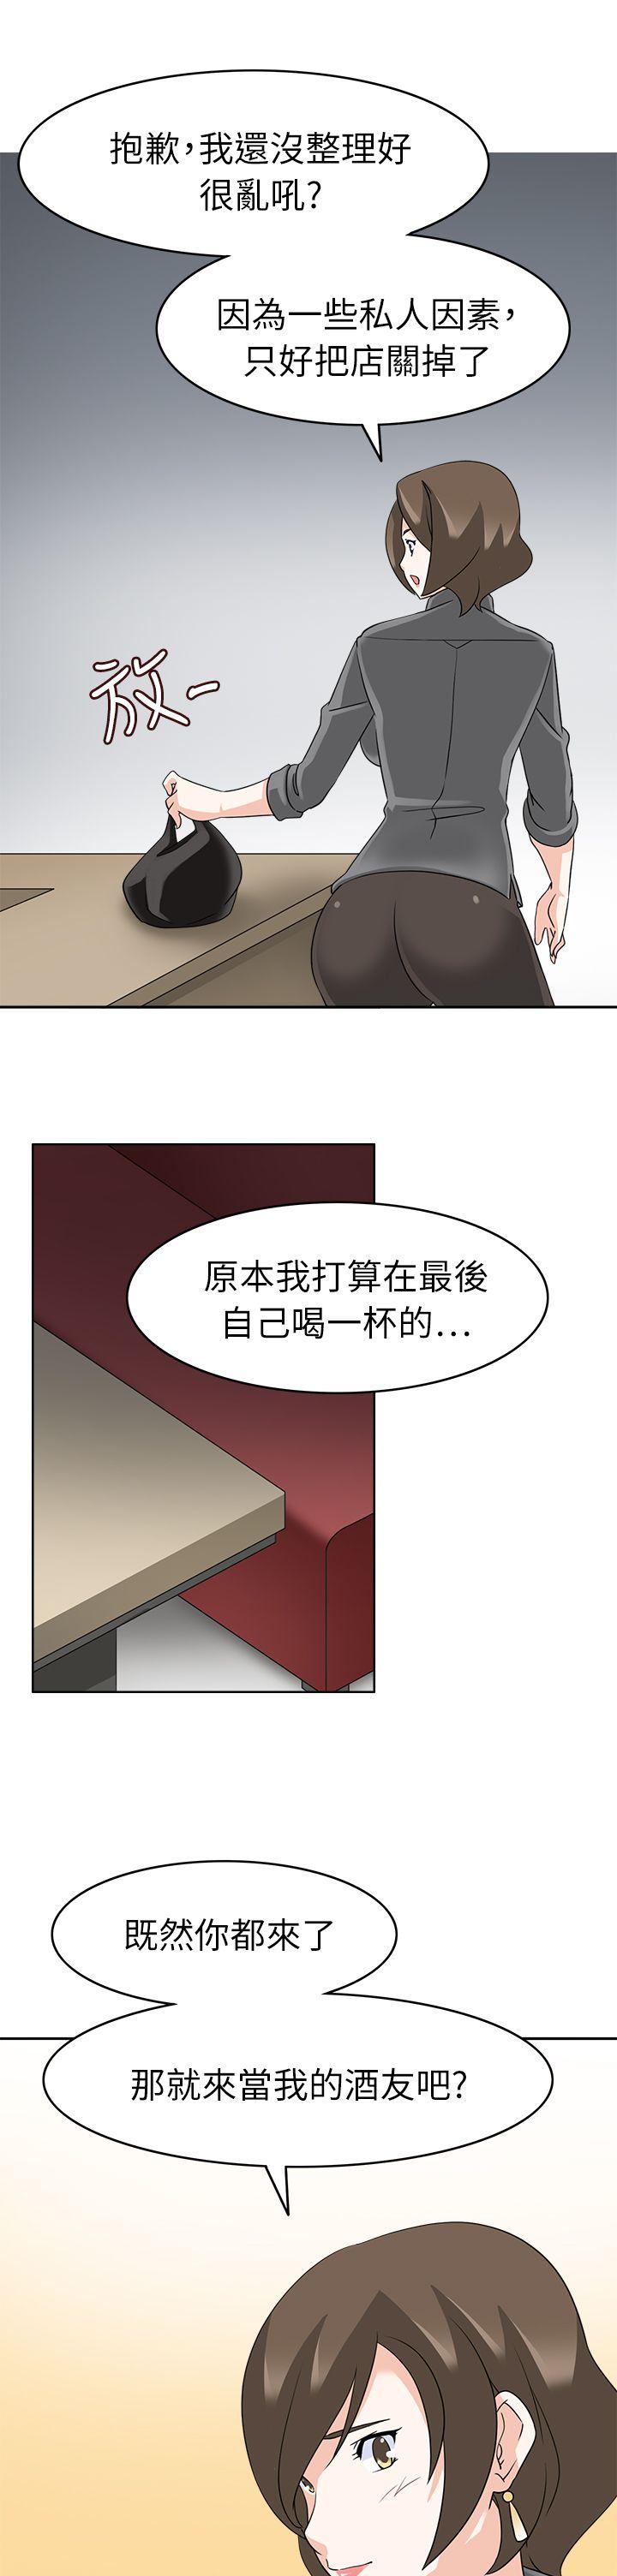 抱歉，我還沒整理好
很亂吼？
因為一些私人因素，
只好把店關掉了
放一
原本我打算在最後
自己喝一杯的...
既然你都來了
那就來當我的酒友吧？